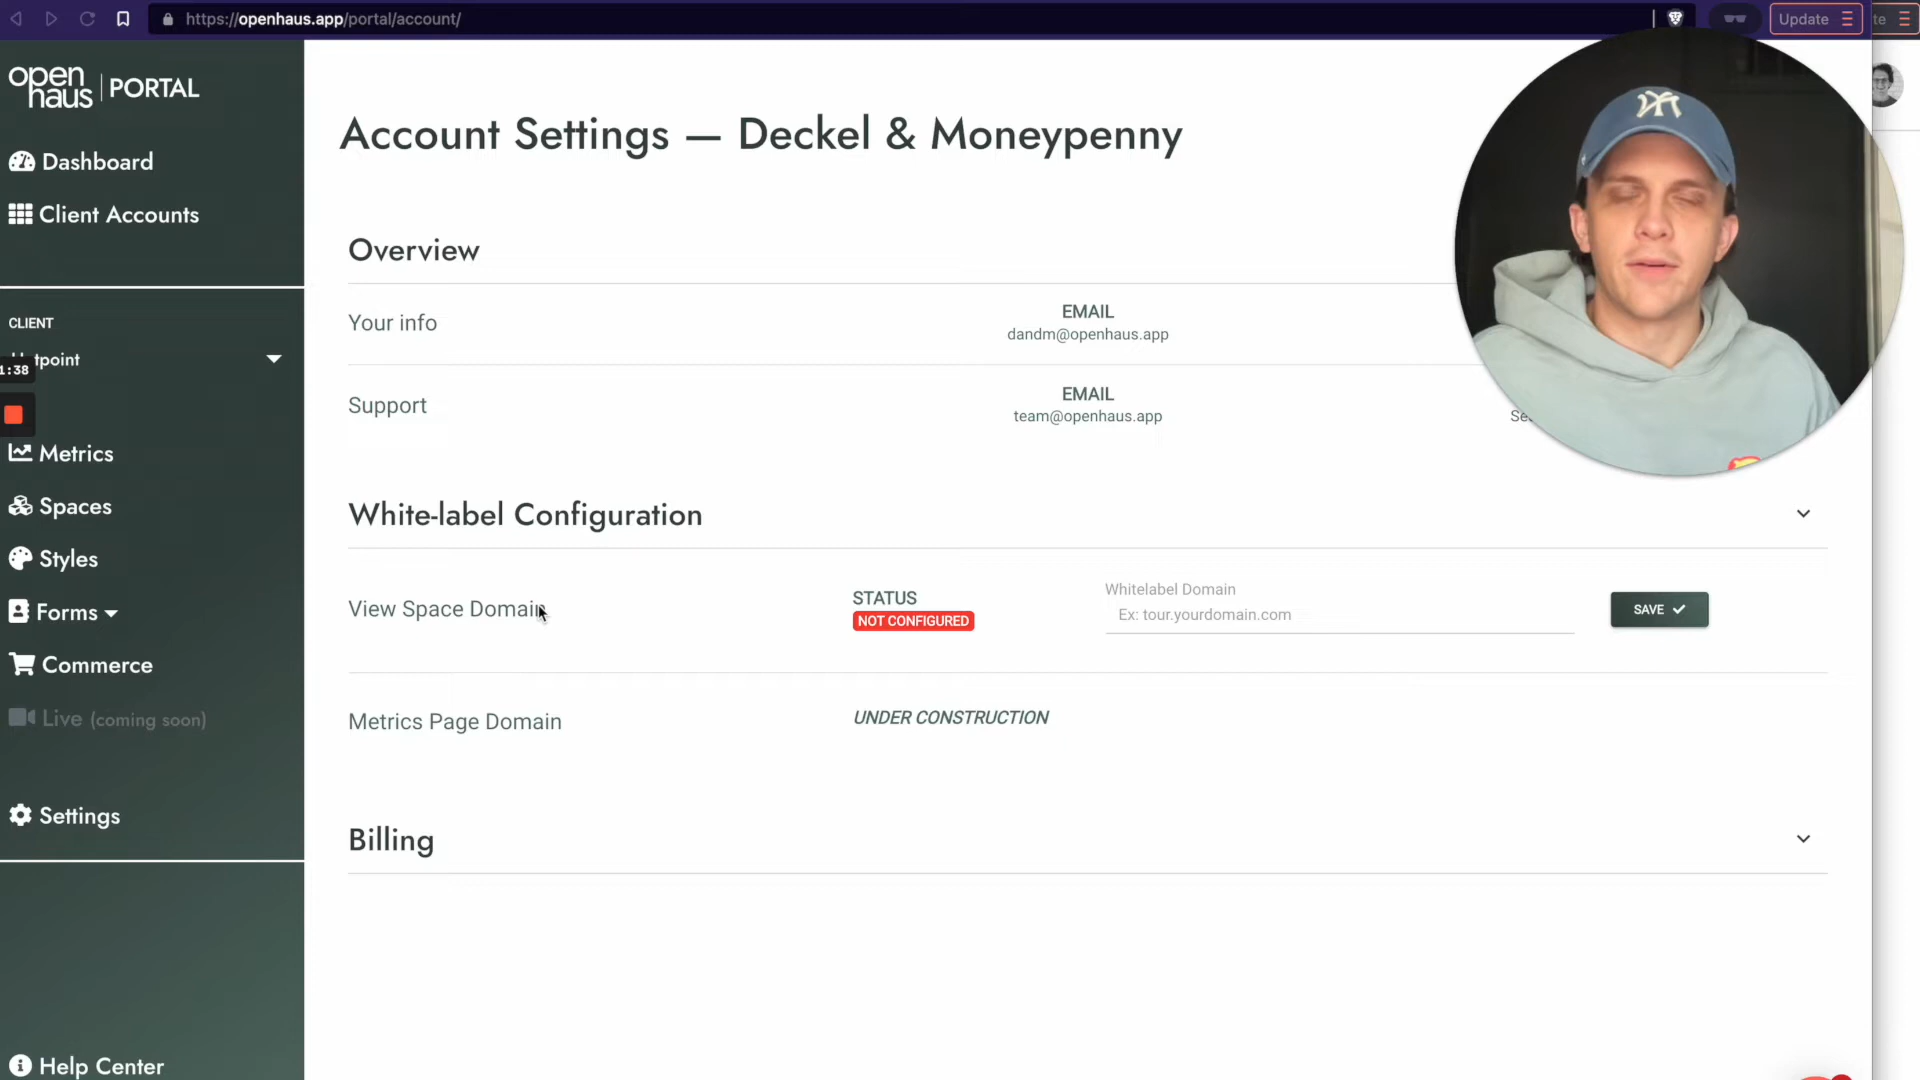 https://openhaus.app/portal/account/
Update
te
open
haus
PORTAL
Dashboard
Client Accounts
CLIENT
tpoint
1:38
Metrics
Spaces
Styles
Forms
Commerce
Live (coming soon)
Settings
Help Center
Account Settings — Deckel & Moneypenny
Overview
Your info
EMAIL
dandm@openhaus.app
Support
EMAIL
team@openhaus.app
White-label Configuration
View Space Domain
STATUS
NOT CONFIGURED
Whitelabel Domain
Ex: tour.yourdomain.com
SAVE
Metrics Page Domain
UNDER CONSTRUCTION
Billing